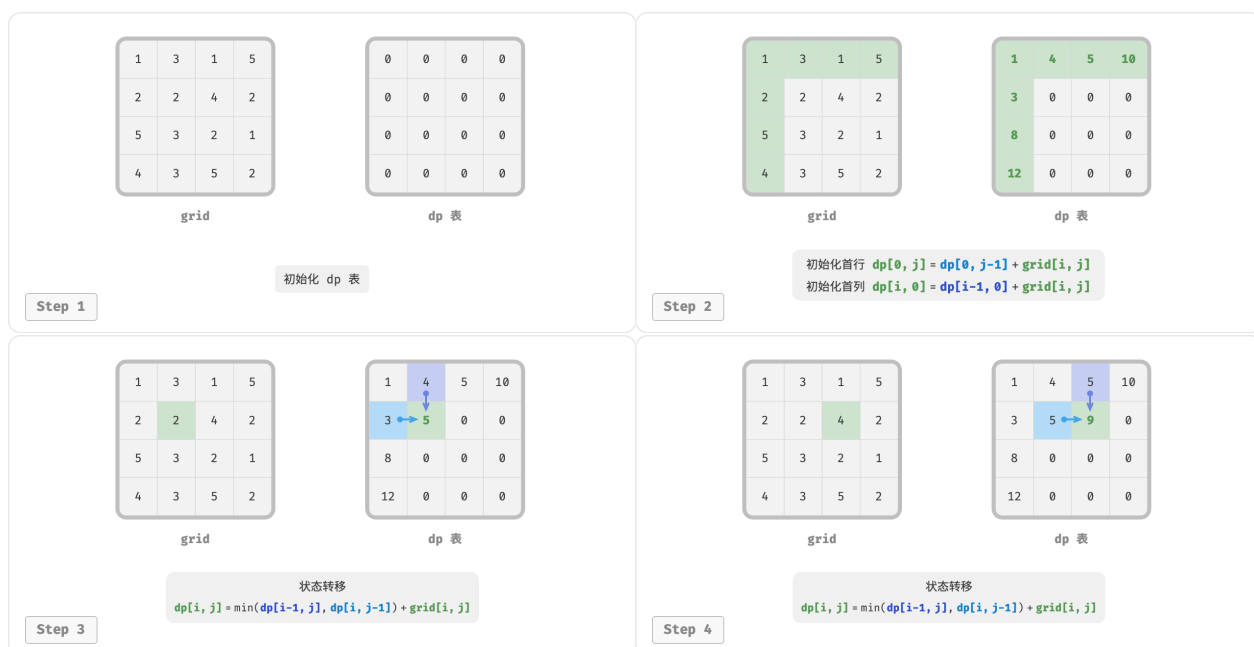 1 3 1 5
2 2 4 2
5 3 2 1
4 3 5 2
grid
0 0 0 0
0 0 0 0
0 0 0 0
0 0 0 0
dp 表
初始化 dp 表
Step 1
1 3 1 5
2 2 4 2
5 3 2 1
4 3 5 2
grid
1 4 5 10
3 0 0 0
8 0 0 0
12 0 0 0
dp 表
初始化首行 dp[0, j] = dp[0, j-1] + grid[i, j]
初始化首列 dp[i, 0] = dp[i-1, 0] + grid[i, j]
Step 2
1 3 1 5
2 2 4 2
5 3 2 1
4 3 5 2
grid
1 4 5 10
3 5 0 0
8 0 0 0
12 0 0 0
dp 表
状态转移
dp[i, j] = min(dp[i-1, j], dp[i, j-1]) + grid[i, j]
Step 3
1 3 1 5
2 2 4 2
5 3 2 1
4 3 5 2
grid
1 4 5 10
3 5 9 0
8 0 0 0
12 0 0 0
dp 表
状态转移
dp[i, j] = min(dp[i-1, j], dp[i, j-1]) + grid[i, j]
Step 4